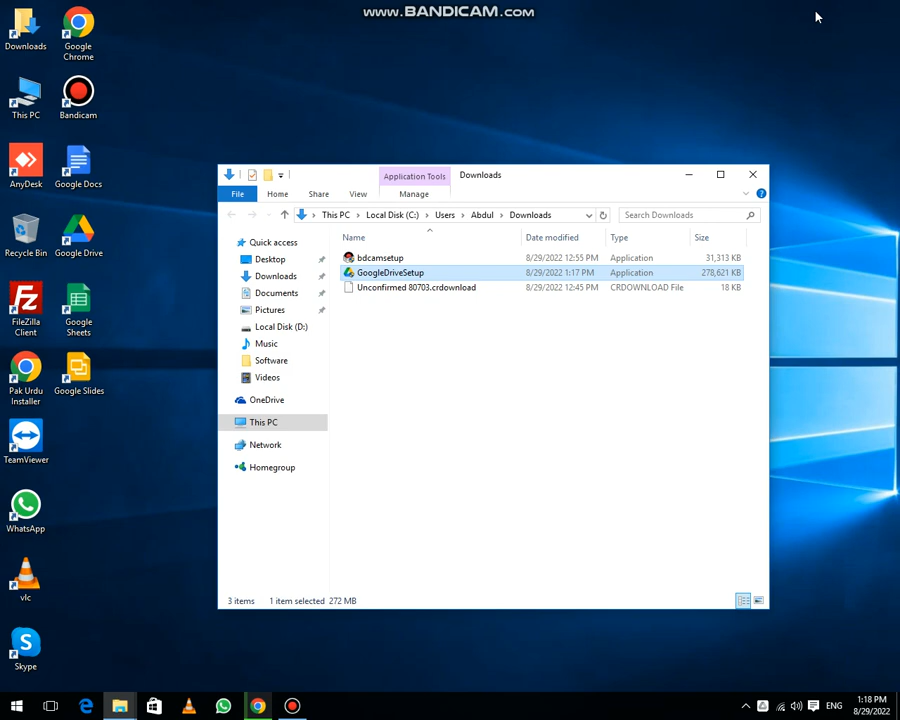 WWW.BANDICAM.COM
Downloads
Google Chrome
This PC
Bandicam
AnyDesk
Google Docs
Recycle Bin
Google Drive
FileZilla Client
Google Sheets
Pak Urdu Installer
Google Slides
TeamViewer
WhatsApp
vlc
Skype
Application Tools
Downloads
File
Home
Share
View
Manage
This PC
Local Disk (C:)
Users
Abdul
Downloads
Search Downloads
Quick access
Desktop
Downloads
Documents
Pictures
Local Disk (D:)
Music
Software
Videos
OneDrive
This PC
Network
Homegroup
Name Date modified Type Size
bdcamsetup 8/29/2022 12:55 PM Application 31,313 KB
GoogleDriveSetup 8/29/2022 1:17 PM Application 278,621 KB
Unconfirmed 80703.crdownload 8/29/2022 12:45 PM CRDOWNLOAD File 18 KB
3 items 1 item selected 272 MB
ENG
1:18 PM
8/29/2022